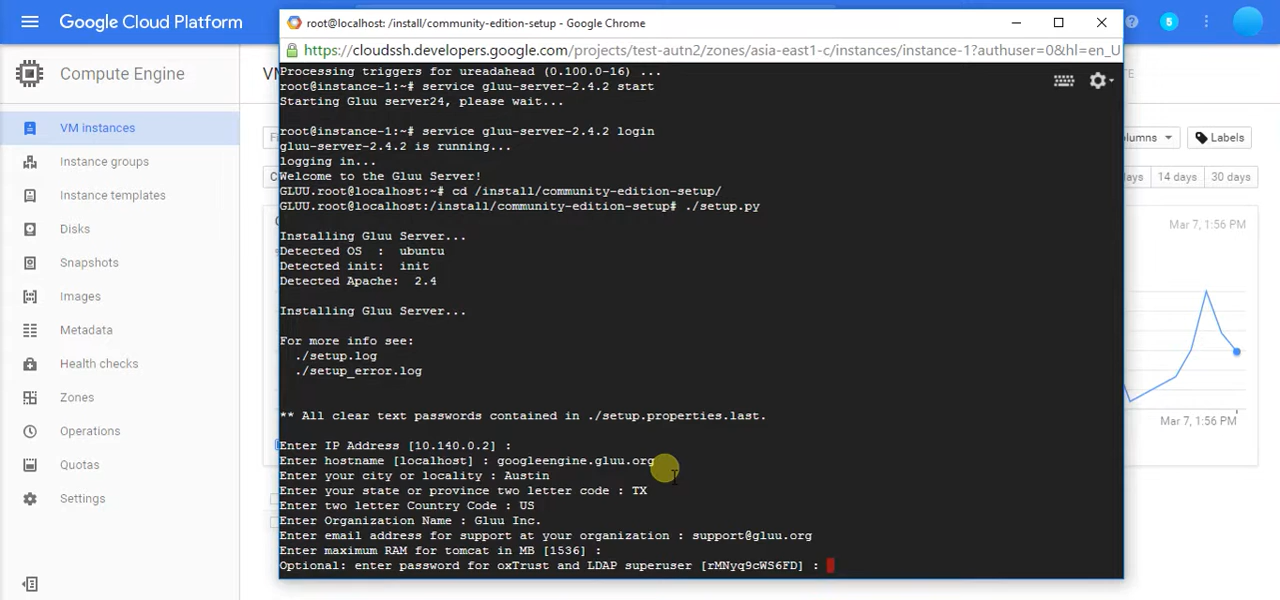 Google Cloud Platform
5
Compute Engine
VM instances
Instance groups
Instance templates
Disks
Snapshots
Images
Metadata
Health checks
Zones
Operations
Quotas
Settings
root@localhost: /install/community-edition-setup - Google Chrome
https://cloudssh.developers.google.com/projects/test-autn2/zones/asia-east1-c/instances/instance-1?authuser=0&hl=en_U
Processing triggers for ureadahead (0.100.0-16) ...
root@instance-1:~# service gluu-server-2.4.2 start
Starting Gluu server24, please wait...
root@instance-1:~# service gluu-server-2.4.2 login
gluu-server-2.4.2 is running...
logging in...
Welcome to the Gluu Server!
GLUU.root@localhost:~# cd /install/community-edition-setup/
GLUU.root@localhost:/install/community-edition-setup# ./setup.py
Installing Gluu Server...
Detected OS  :  ubuntu
Detected init:  init
Detected Apache:  2.4
Installing Gluu Server...
For more info see:
./setup.log
./setup_error.log
** All clear text passwords contained in ./setup.properties.last.
Enter IP Address [10.140.0.2] :
Enter hostname [localhost] : googleengine.gluu.org
Enter your city or locality : Austin
Enter your state or province two letter code : TX
Enter two letter Country Code : US
Enter Organization Name : Gluu Inc.
Enter email address for support at your organization : support@gluu.org
Enter maximum RAM for tomcat in MB [1536] :
Optional: enter password for oxTrust and LDAP superuser [rMNyq9cWS6FD] :
Labels
14 days
30 days
Mar 7, 1:56 PM
Mar 7, 1:56 PM